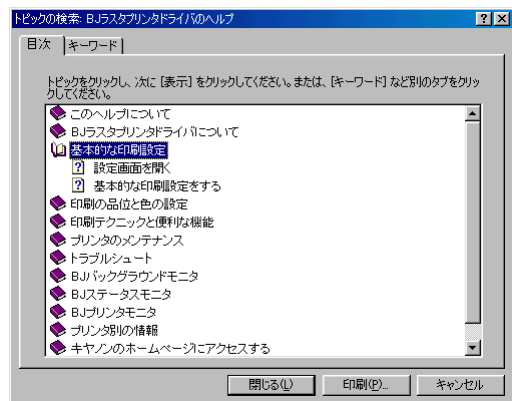 トピックの検索: BJラスタプリンタドライバのヘルプ
目次 キーワード
トピックをクリックし、次に [表示] をクリックしてください。または、[キーワード] など別のタブをクリッ
クしてください。
このヘルプについて
BJラスタプリンタドライバについて
基本的な印刷設定
設定画面を開く
基本的な印刷設定をする
印刷の品位と色の設定
印刷テクニックと便利な機能
プリンタのメンテナンス
トラブルシュート
BJバックグラウンドモニタ
BJステータスモニタ
BJプリンタモニタ
プリンタ別の情報
キヤノンのホームページにアクセスする
閉じる(L) 印刷(P)... キャンセル